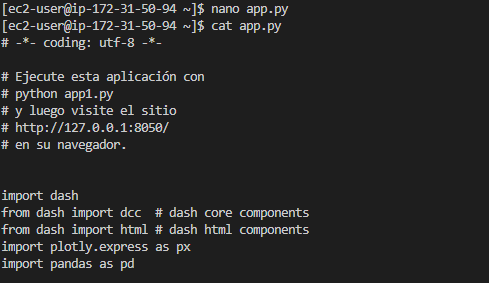 [ec2-user@ip-172-31-50-94 ~]$ nano app.py
[ec2-user@ip-172-31-50-94 ~]$ cat app.py
# -*- coding: utf-8 -*-
# Ejecute esta aplicación con
# python app1.py
# y luego visite el sitio
# http://127.0.0.1:8050/
# en su navegador.
import dash
from dash import dcc  # dash core components
from dash import html # dash html components
import plotly.express as px
import pandas as pd